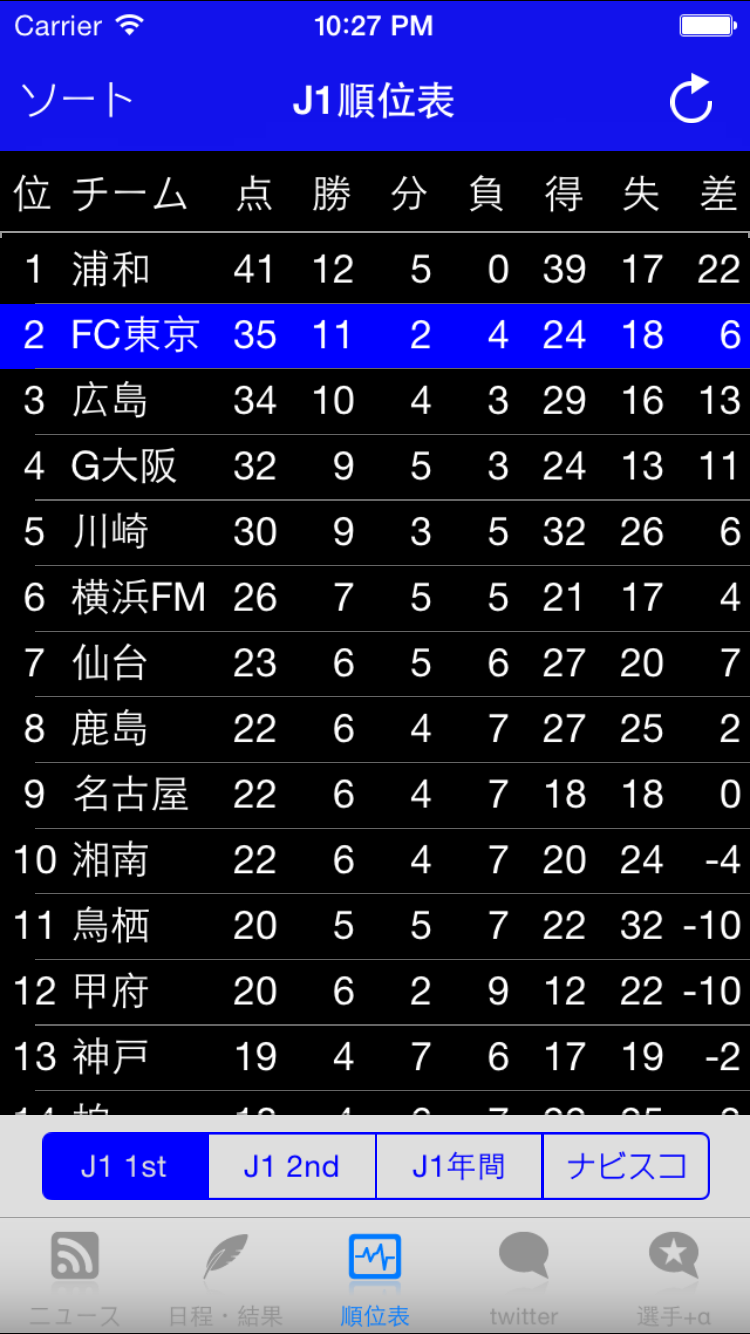 Carrier 10:27 PM
ソート J1順位表
位 チーム 点 勝 分 負 得 失 差
1 浦和 41 12 5 0 39 17 22
2 FC東京 35 11 2 4 24 18 6
3 広島 34 10 4 3 29 16 13
4 G大阪 32 9 5 3 24 13 11
5 川崎 30 9 3 5 32 26 6
6 横浜FM 26 7 5 5 21 17 4
7 仙台 23 6 5 6 27 20 7
8 鹿島 22 6 4 7 27 25 2
9 名古屋 22 6 4 7 18 18 0
10 湘南 22 6 4 7 20 24 -4
11 鳥栖 20 5 5 7 22 32 -10
12 甲府 20 6 2 9 12 22 -10
13 神戸 19 4 7 6 17 19 -2
J1 1st J1 2nd J1年間 ナビスコ
ニュース 日程・結果 順位表 twitter 選手+α